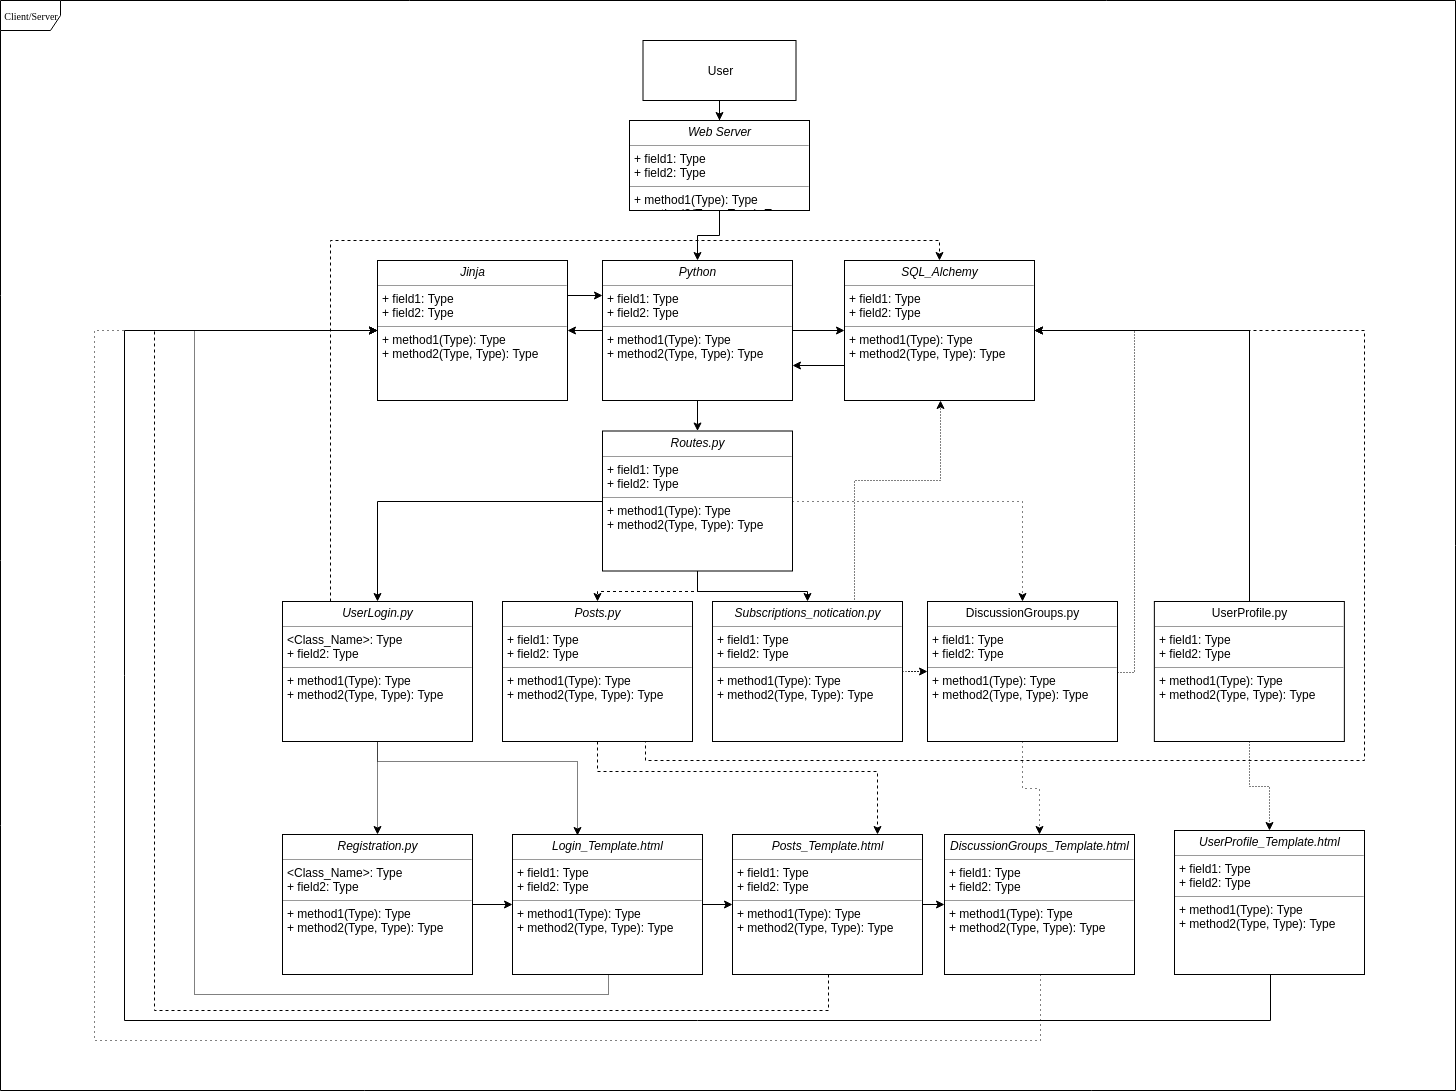 Client/Server
User
Web Server
+ field1: Type
+ field2: Type
+ method1(Type): Type
Jinja
+ field1: Type
+ field2: Type
+ method1(Type): Type
+ method2(Type, Type): Type
Python
+ field1: Type
+ field2: Type
+ method1(Type): Type
+ method2(Type, Type): Type
SQL_Alchemy
+ field1: Type
+ field2: Type
+ method1(Type): Type
+ method2(Type, Type): Type
Routes.py
+ field1: Type
+ field2: Type
+ method1(Type): Type
+ method2(Type, Type): Type
UserLogin.py
<Class_Name>: Type
+ field2: Type
+ method1(Type): Type
+ method2(Type, Type): Type
Posts.py
+ field1: Type
+ field2: Type
+ method1(Type): Type
+ method2(Type, Type): Type
Subscriptions_notication.py
+ field1: Type
+ field2: Type
+ method1(Type): Type
+ method2(Type, Type): Type
DiscussionGroups.py
+ field1: Type
+ field2: Type
+ method1(Type): Type
+ method2(Type, Type): Type
UserProfile.py
+ field1: Type
+ field2: Type
+ method1(Type): Type
+ method2(Type, Type): Type
Registration.py
<Class_Name>: Type
+ field2: Type
+ method1(Type): Type
+ method2(Type, Type): Type
Login_Template.html
+ field1: Type
+ field2: Type
+ method1(Type): Type
+ method2(Type, Type): Type
Posts_Template.html
+ field1: Type
+ field2: Type
+ method1(Type): Type
+ method2(Type, Type): Type
DiscussionGroups_Template.html
+ field1: Type
+ field2: Type
+ method1(Type): Type
+ method2(Type, Type): Type
UserProfile_Template.html
+ field1: Type
+ field2: Type
+ method1(Type): Type
+ method2(Type, Type): Type